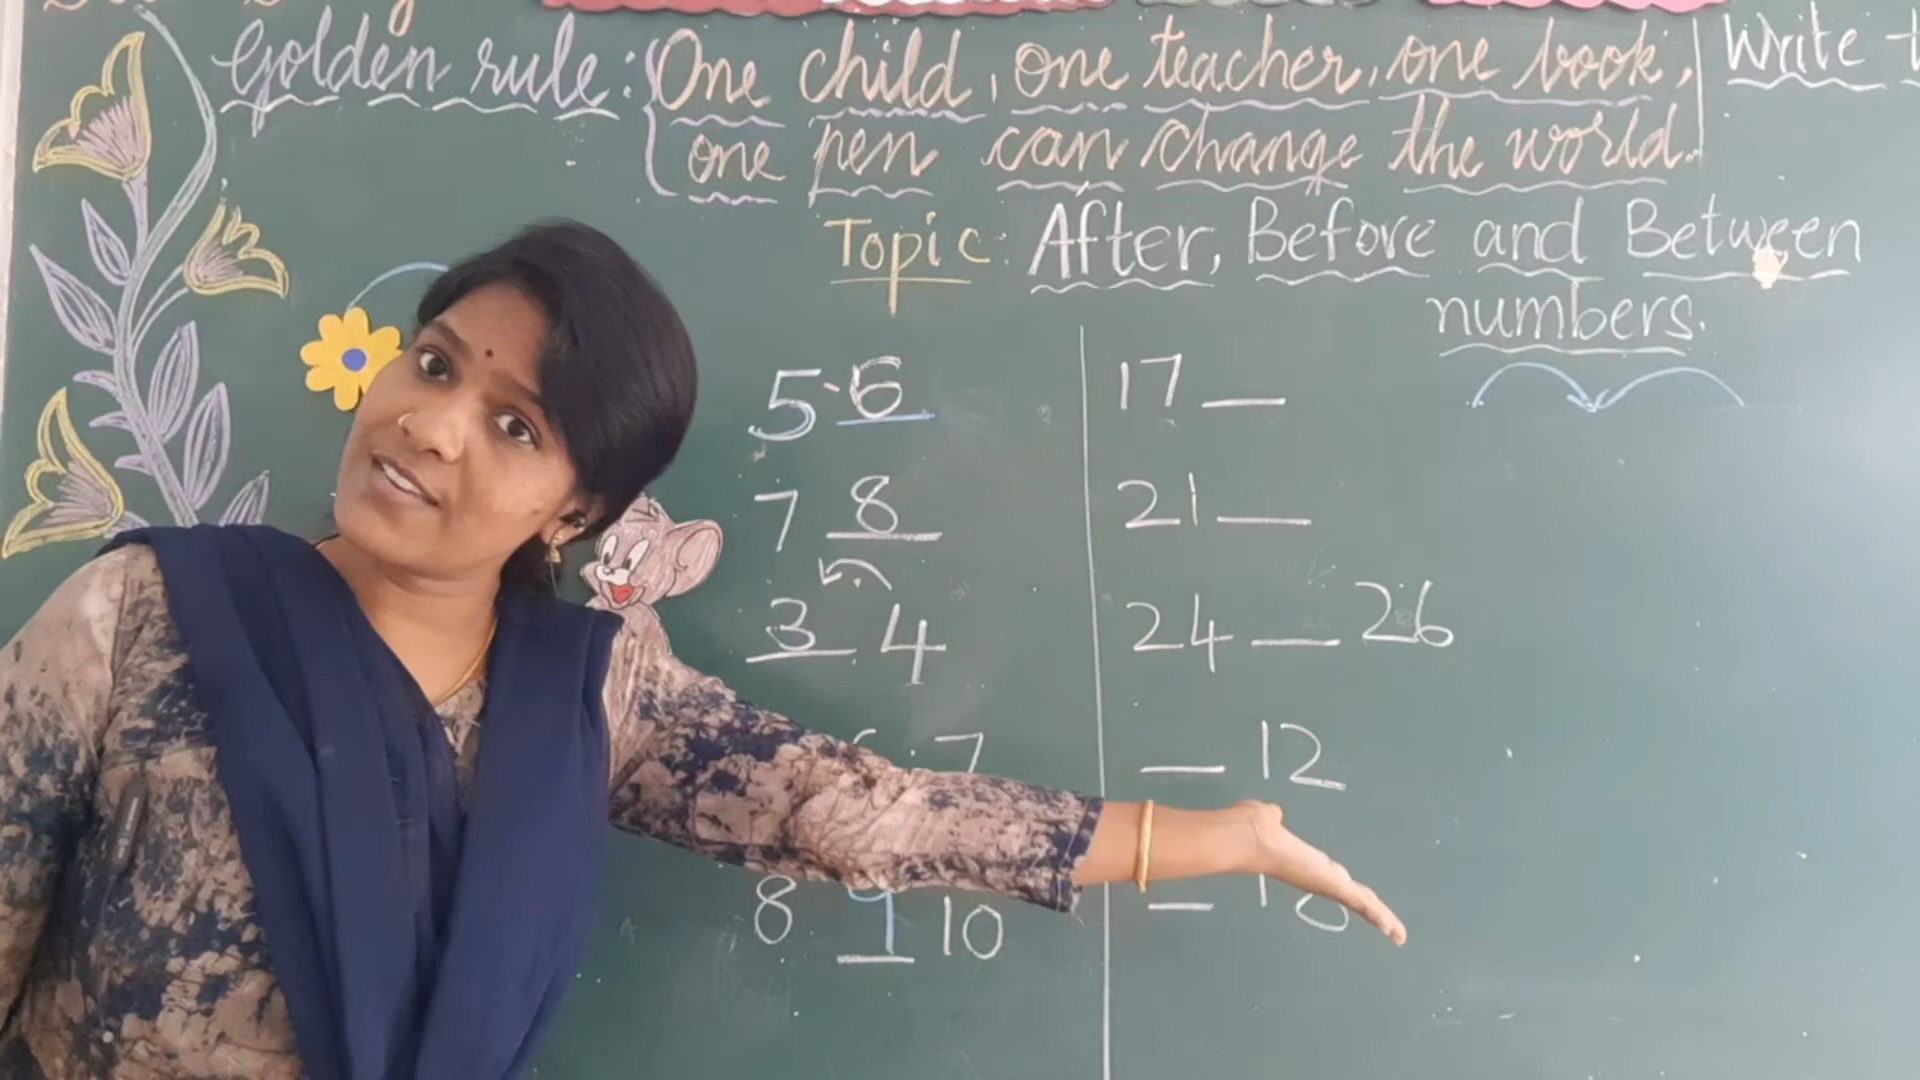 Golden rule: One child, one teacher, one book,
one pen can change the world.
Write
Topic: After, Before and Between
numbers.
5 6
7 8
3 4
7
8 9 10
17 __
21 __
24 __ 26
__ 12
__